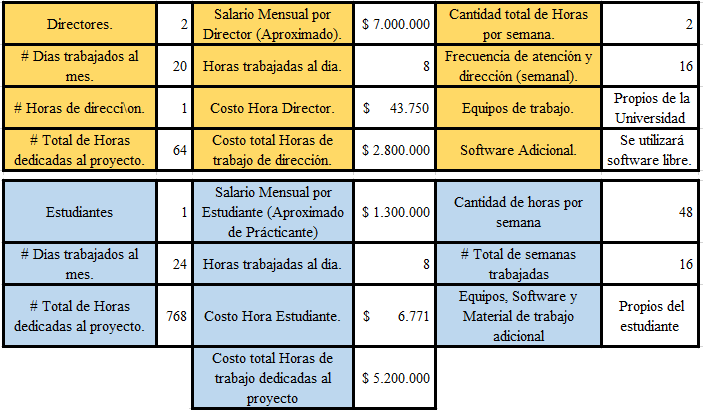 Directores.
2
Salario Mensual por
Director (Aproximado).
$ 7.000.000
Cantidad total de Horas
por semana.
2
# Dias trabajados al
mes.
20
Horas trabajadas al dia.
8
Frecuencia de atención y
dirección (semanal).
16
# Horas de direcci\on.
1
Costo Hora Director.
$ 43.750
Equipos de trabajo.
Propios de la
Universidad
# Total de Horas
dedicadas al proyecto.
64
Costo total Horas de
trabajo de dirección.
$ 2.800.000
Software Adicional.
Se utilizará
software libre.
Estudiantes
1
Salario Mensual por
Estudiante (Aproximado
de Prácticante)
$ 1.300.000
Cantidad de horas por
semana
48
# Dias trabajados al
mes.
24
Horas trabajadas al dia.
8
# Total de semanas
trabajadas
16
# Total de Horas
dedicadas al proyecto.
768
Costo Hora Estudiante.
$ 6.771
Equipos, Software y
Material de trabajo
adicional
Propios del
estudiante
Costo total Horas de
trabajo dedicadas al
proyecto
$ 5.200.000